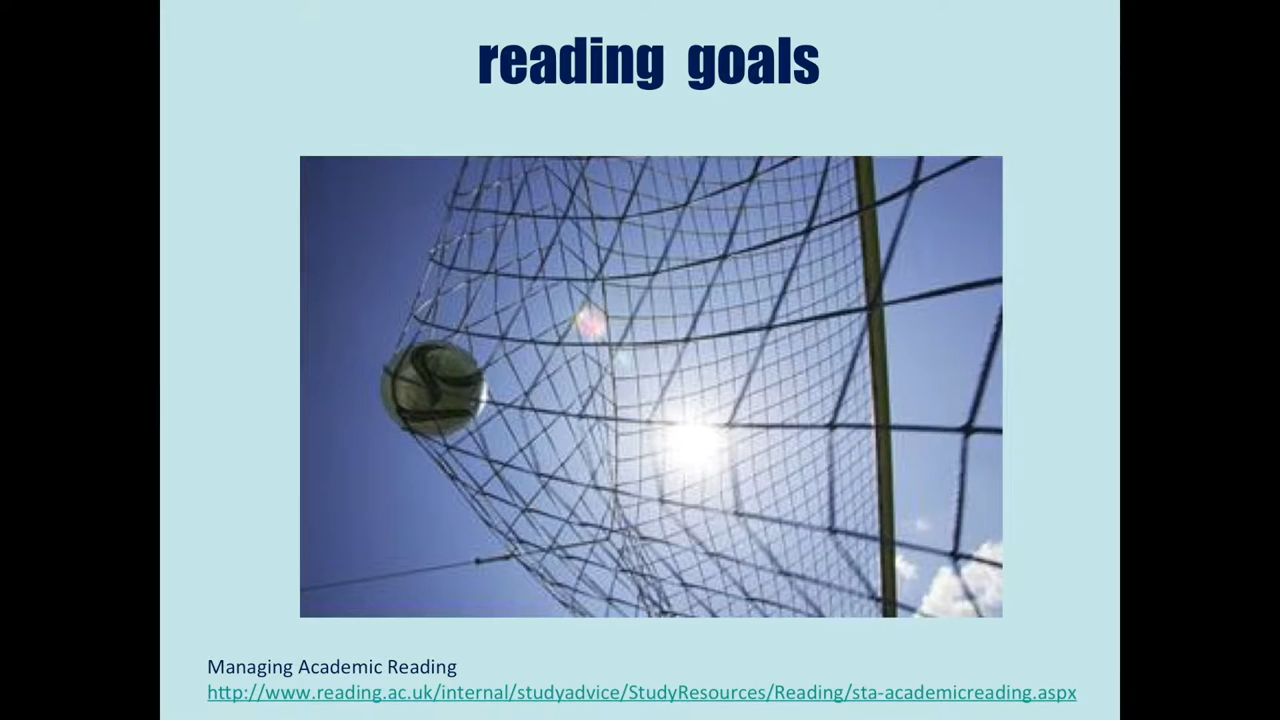 reading goals
Managing Academic Reading
http://www.reading.ac.uk/internal/studyadvice/StudyResources/Reading/sta-academicreading.aspx